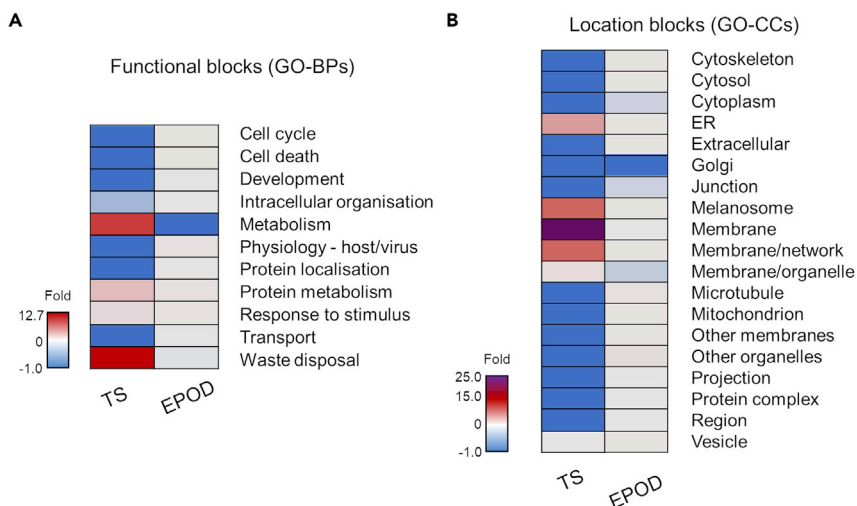 A
Functional blocks (GO-BPs)
Cell cycle
Cell death
Development
Intracellular organisation
Metabolism
Physiology - host/virus
Protein localisation
Protein metabolism
Response to stimulus
Transport
Waste disposal
Fold
12.7
0
-1.0
TS
EPOD
B
Location blocks (GO-CCs)
Cytoskeleton
Cytosol
Cytoplasm
ER
Extracellular
Golgi
Junction
Melanosome
Membrane
Membrane/network
Membrane/organelle
Microtubule
Mitochondrion
Other membranes
Other organelles
Projection
Protein complex
Region
Vesicle
Fold
25.0
15.0
0
-1.0
TS
EPOD